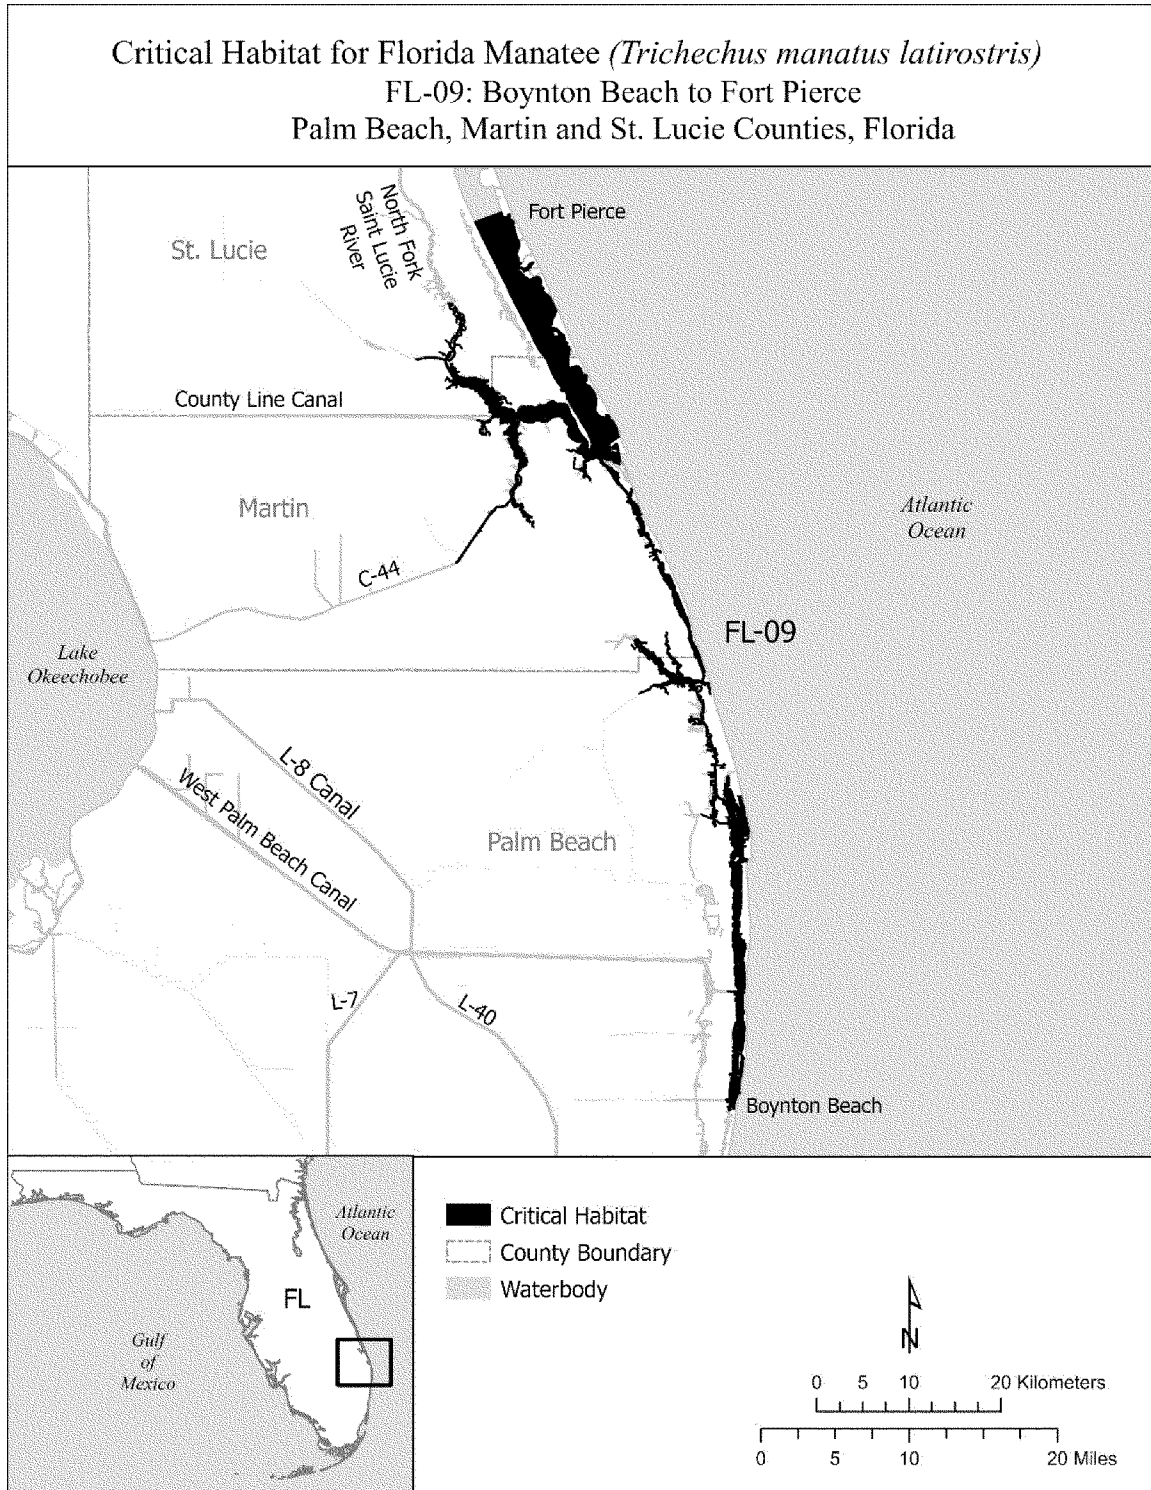 Critical Habitat for Florida Manatee (Trichechus manatus latirostris)
FL-09: Boynton Beach to Fort Pierce
Palm Beach, Martin and St. Lucie Counties, Florida
North Fork
Saint Lucie
River
Fort Pierce
St. Lucie
County Line Canal
Martin
Atlantic
Ocean
C-44
FL-09
Lake
Okeechobee
L-8 Canal
West Palm Beach Canal
Palm Beach
L-7
L-40
Boynton Beach
Atlantic
Ocean
FL
Gulf
of
Mexico
Critical Habitat
County Boundary
Waterbody
N
0 5 10 20 Kilometers
0 5 10 20 Miles